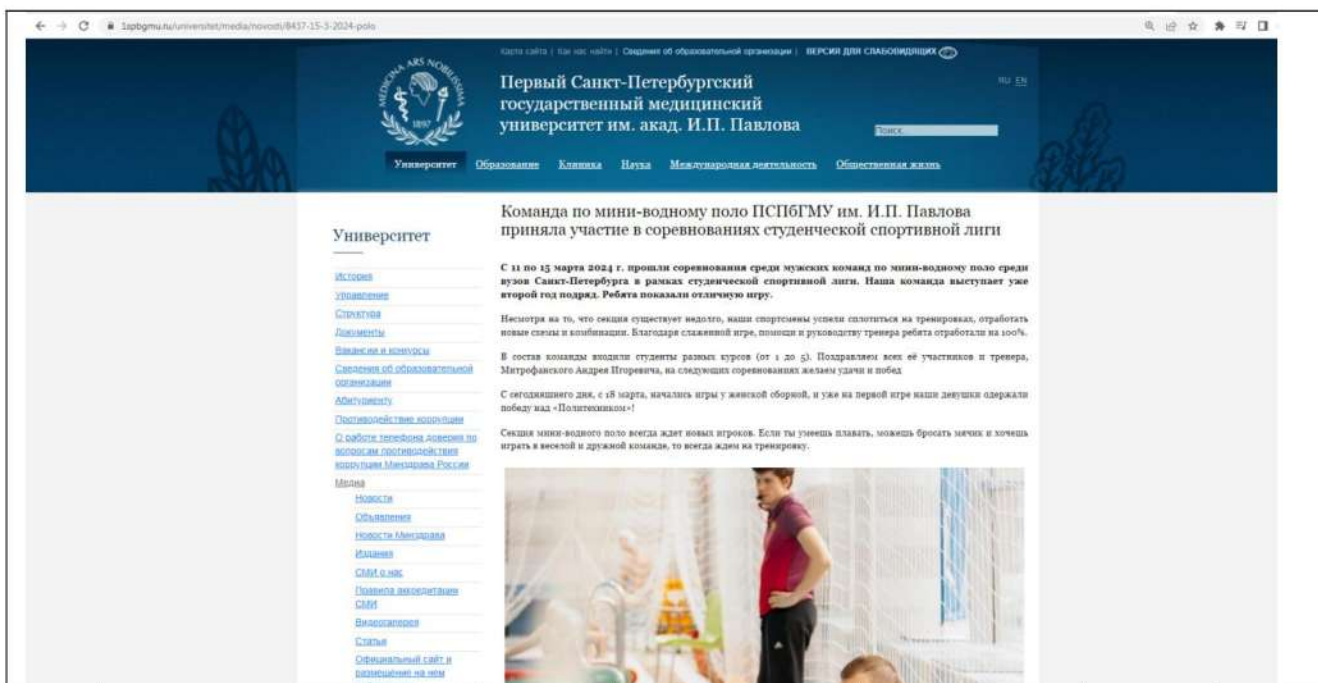 1spbgmu.ru/universitet/media/novosti/8437-15-3-2024-polo
Карта сайта | Как нас найти | Сведения об образовательной организации | ВЕРСИЯ ДЛЯ СЛАБОВИДЯЩИХ
MEDICINA ARS NOBILISSIMA
1897
Первый Санкт-Петербургский
государственный медицинский
университет им. акад. И.П. Павлова
RU EN
Поиск
Университет Образование Клиника Наука Международная деятельность Общественная жизнь
Университет
История
Управление
Структура
Документы
Вакансии и конкурсы
Сведения об образовательной
организации
Абитуриенту
Противодействие коррупции
О работе телефона доверия по
вопросам противодействия
коррупции Минздрава России
Медиа
Новости
Объявления
Новости Минздрава
Издания
СМИ о нас
Правила аккредитации
СМИ
Видеогалерея
Статьи
Официальный сайт и
размещение на нем
Команда по мини-водному поло ПСПбГМУ им. И.П. Павлова
приняла участие в соревнованиях студенческой спортивной лиги
С 11 по 15 марта 2024 г. прошли соревнования среди мужских команд по мини-водному поло среди
вузов Санкт-Петербурга в рамках студенческой спортивной лиги. Наша команда выступает уже
второй год подряд. Ребята показали отличную игру.
Несмотря на то, что секция существует недолго, наши спортсмены успели сплотиться на тренировках, отработать
новые схемы и комбинации. Благодаря слаженной игре, помощи и руководству тренера ребята отработали на 100%.
В состав команды входили студенты разных курсов (от 1 до 5). Поздравляем всех её участников и тренера,
Митрофанского Андрея Игоревича, на следующих соревнованиях желаем удачи и побед
С сегодняшнего дня, с 18 марта, начались игры у женской сборной, и уже на первой игре наши девушки одержали
победу над «Политехником»!
Секция мини-водного поло всегда ждет новых игроков. Если ты умеешь плавать, можешь бросать мячик и хочешь
играть в веселой и дружной команде, то всегда ждем на тренировку.